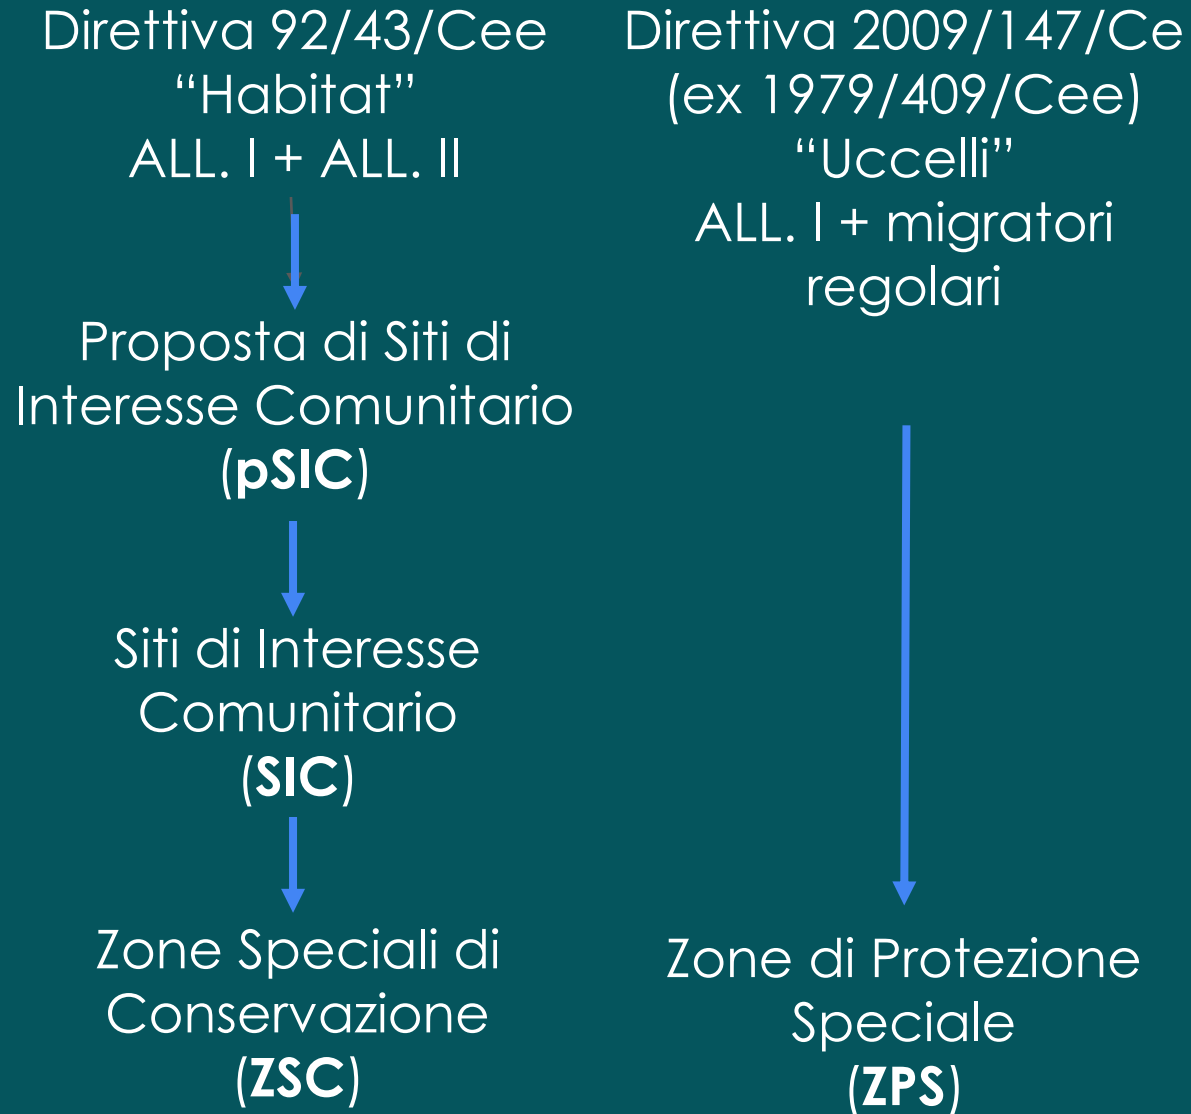 Direttiva 92/43/Cee
“Habitat”
ALL. I + ALL. II
Proposta di Siti di
Interesse Comunitario
(pSIC)
Siti di Interesse
Comunitario
(SIC)
Zone Speciali di
Conservazione
(ZSC)
Direttiva 2009/147/Ce
(ex 1979/409/Cee)
“Uccelli”
ALL. I + migratori
regolari
Zone di Protezione
Speciale
(ZPS)